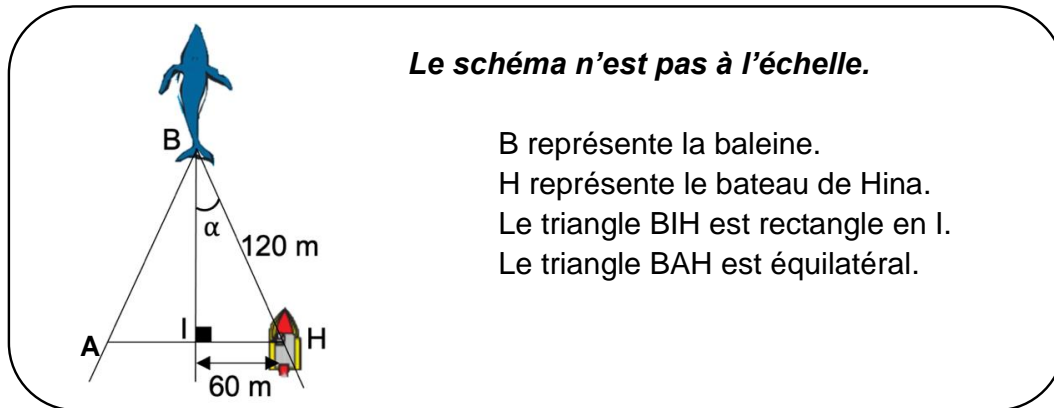 Le schéma n'est pas à l'échelle.
B
B représente la baleine.
H représente le bateau de Hina.
α
Le triangle BIH est rectangle en I.
120 m
Le triangle BAH est équilatéral.
A
I
H
60 m